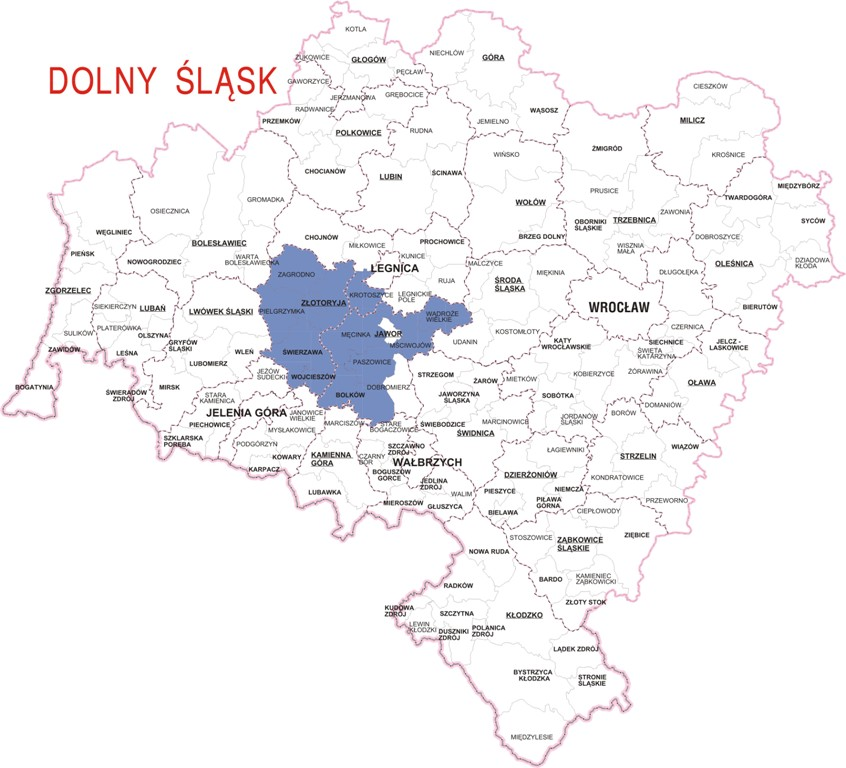 DOLNY ŚLĄSK
KOTLA
ŻUKOWICE
GŁOGÓW
NIECHLÓW
GÓRA
PĘCŁAW
GAWORZYCE
JERZMANOWA
GRĘBOCICE
CIESZKÓW
RADWANICE
PRZEMKÓW
POLKOWICE
RUDNA
JEMIELNO
WĄSOSZ
MILICZ
WIŃSKO
ŻMIGRÓD
KROŚNICE
CHOCIANÓW
LUBIN
ŚCINAWA
MIĘDZYBÓRZ
TWARDOGÓRA
OSIECZNICA
GROMADKA
WOŁÓW
PRUSICE
ZAWONIA
OBORNIKI
ŚLĄSKIE
TRZEBNICA
SYCÓW
WĘGLINIEC
BOLESŁAWIEC
CHOJNÓW
MIŁKOWICE
PROCHOWICE
BRZEG DOLNY
DOBROSZYCE
WISZNIA
MAŁA
PIEŃSK
NOWOGRODZIEC
WARTA
BOLESŁAWIECKA
KUNICE
LEGNICA
MALCZYCE
MIĘKINIA
DŁUGOŁĘKA
OLEŚNICA
DZIADOWA
KŁODA
ZAGRODNO
RUJA
ŚRODA
ŚLĄSKA
ZGORZELEC
SIEKIERCZYN
LUBAŃ
LWÓWEK ŚLĄSKI
PIELGRZYMKA
ZŁOTORYJA
KROTOSZYCE
LEGNICKIE
POLE
WĄDROŻE
WIELKIE
WROCŁAW
BIERUTÓW
SULIKÓW
PLATERÓWKA
OLSZYNA
GRYFÓW
ŚLĄSKI
MĘCINKA
JAWOR
MŚCIWOJÓW
UDANIN
KOSTOMŁOTY
KĄTY
WROCŁAWSKIE
CZERNICA
SIECHNICE
ŚWIĘTA
KATARZYNA
JELCZ-
LASKOWICE
ZAWIDÓW
LEŚNA
LUBOMIERZ
WLEŃ
ŚWIERZAWA
PASZOWICE
BOGATYNIA
ŚWIERADÓW
ZDRÓJ
MIRSK
JEŻÓW
SUDECKI
WOJCIESZÓW
DOBROMIERZ
STRZEGOM
ŻARÓW
MIETKÓW
KOBIERZYCE
ŻÓRAWINA
OŁAWA
STARA
KAMIENICA
BOLKÓW
JAWORZYNA
ŚLĄSKA
SOBÓTKA
DOMANIÓW
JELENIA GÓRA
JANOWICE
WIELKIE
MARCISZÓW
STARE
BOGACZOWICE
ŚWIEBODZICE
MARCINOWICE
JORDANÓW
ŚLĄSKI
BORÓW
PIECHOWICE
MYSŁAKOWICE
ŚWIDNICA
SZKLARSKA
PORĘBA
PODGÓRZYN
KOWARY
KARPACZ
KAMIENNA
GÓRA
CZARNY
BÓR
SZCZAWNO
ZDRÓJ
WAŁBRZYCH
BOGUSZÓW
GORCE
JEDLINA
ZDRÓJ
ŁAGIEWNIKI
STRZELIN
WIĄZÓW
DZIERŻONIÓW
KONDRATOWICE
LUBAWKA
WALIM
PIESZYCE
NIEMCZA
PRZEWORNO
MIEROSZÓW
GŁUSZYCA
PIŁAWA
GÓRNA
BIELAWA
CIEPŁOWODY
STOSZOWICE
ZĄBKOWICE
ŚLĄSKIE
ZIĘBICE
NOWA RUDA
RADKÓW
BARDO
KAMIENIEC
ZĄBKOWICKI
KUDOWA
ZDRÓJ
SZCZYTNA
KŁODZKO
ZŁOTY STOK
LEWIN
KŁODZKI
DUSZNIKI
ZDRÓJ
POLANICA
ZDRÓJ
LĄDEK ZDRÓJ
BYSTRZYCA
KŁODZKA
STRONIE
ŚLĄSKIE
MIĘDZYLESIE